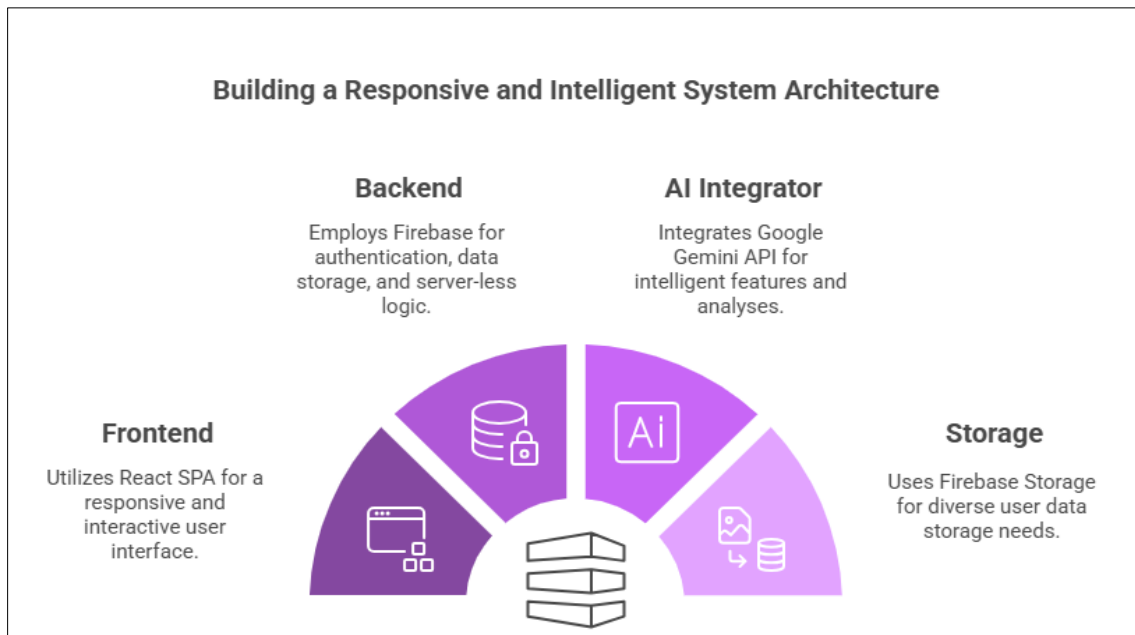 Building a Responsive and Intelligent System Architecture
Backend
Employs Firebase for
authentication, data
storage, and server-less
logic.
AI Integrator
Integrates Google
Gemini API for
intelligent features and
analyses.
Frontend
Utilizes React SPA for a
responsive and
interactive user
interface.
Ai
Storage
Uses Firebase Storage
for diverse user data
storage needs.